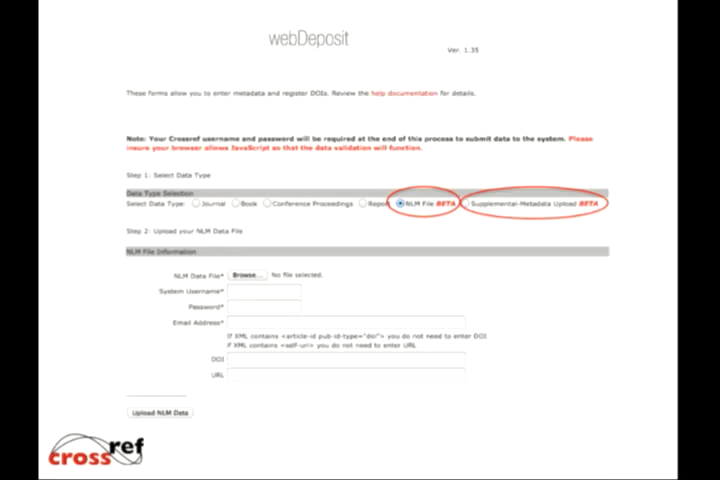 webDeposit
Ver. 1.35
These forms allow you to enter metadata and register DOIs. Review the help documentation for details.
Note: Your Crossref username and password will be required at the end of this process to submit data to the system. Please
insure your browser allows JavaScript so that the data validation will function.
Step 1: Select Data Type
Data Type Selection
Select Data Type: Journal Book Conference Proceedings Report NLM File BETA Supplemental-Metadata Upload BETA
Step 2: Upload your NLM Data File
NLM File Information
NLM Data File* Browse... No file selected.
System Username*
Password*
Email Address*
If XML contains <article-id pub-id-type="doi"> you do not need to enter DOI
If XML contains <self-uri> you do not need to enter URL
DOI
URL
Upload NLM Data
crossref